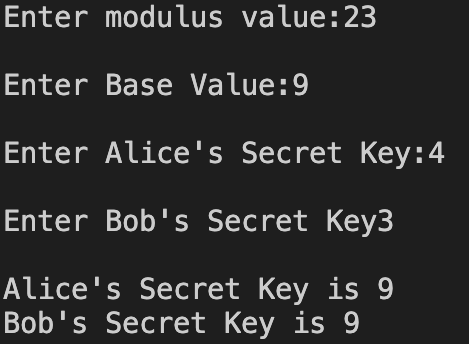 Enter modulus value:23
Enter Base Value:9
Enter Alice's Secret Key:4
Enter Bob's Secret Key3
Alice's Secret Key is 9
Bob's Secret Key is 9